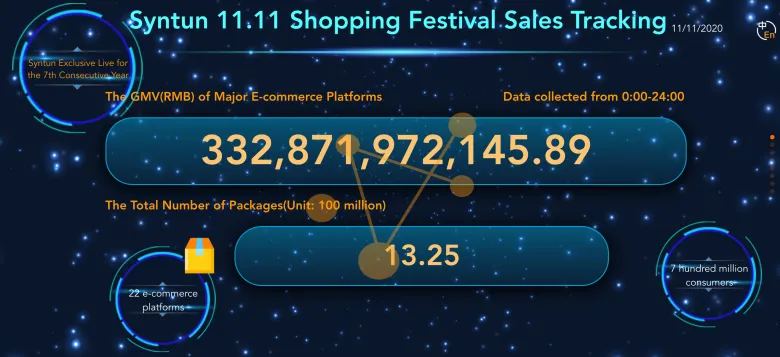 Syntun 11.11 Shopping Festival Sales Tracking 11/11/2020
中
En
Syntun Exclusive Live for
the 7th Consecutive Year
The GMV(RMB) of Major E-commerce Platforms
Data collected from 0:00-24:00
332,871,972,145.89
The Total Number of Packages(Unit: 100 million)
13.25
22 e-commerce
platforms
7 hundred million
consumers